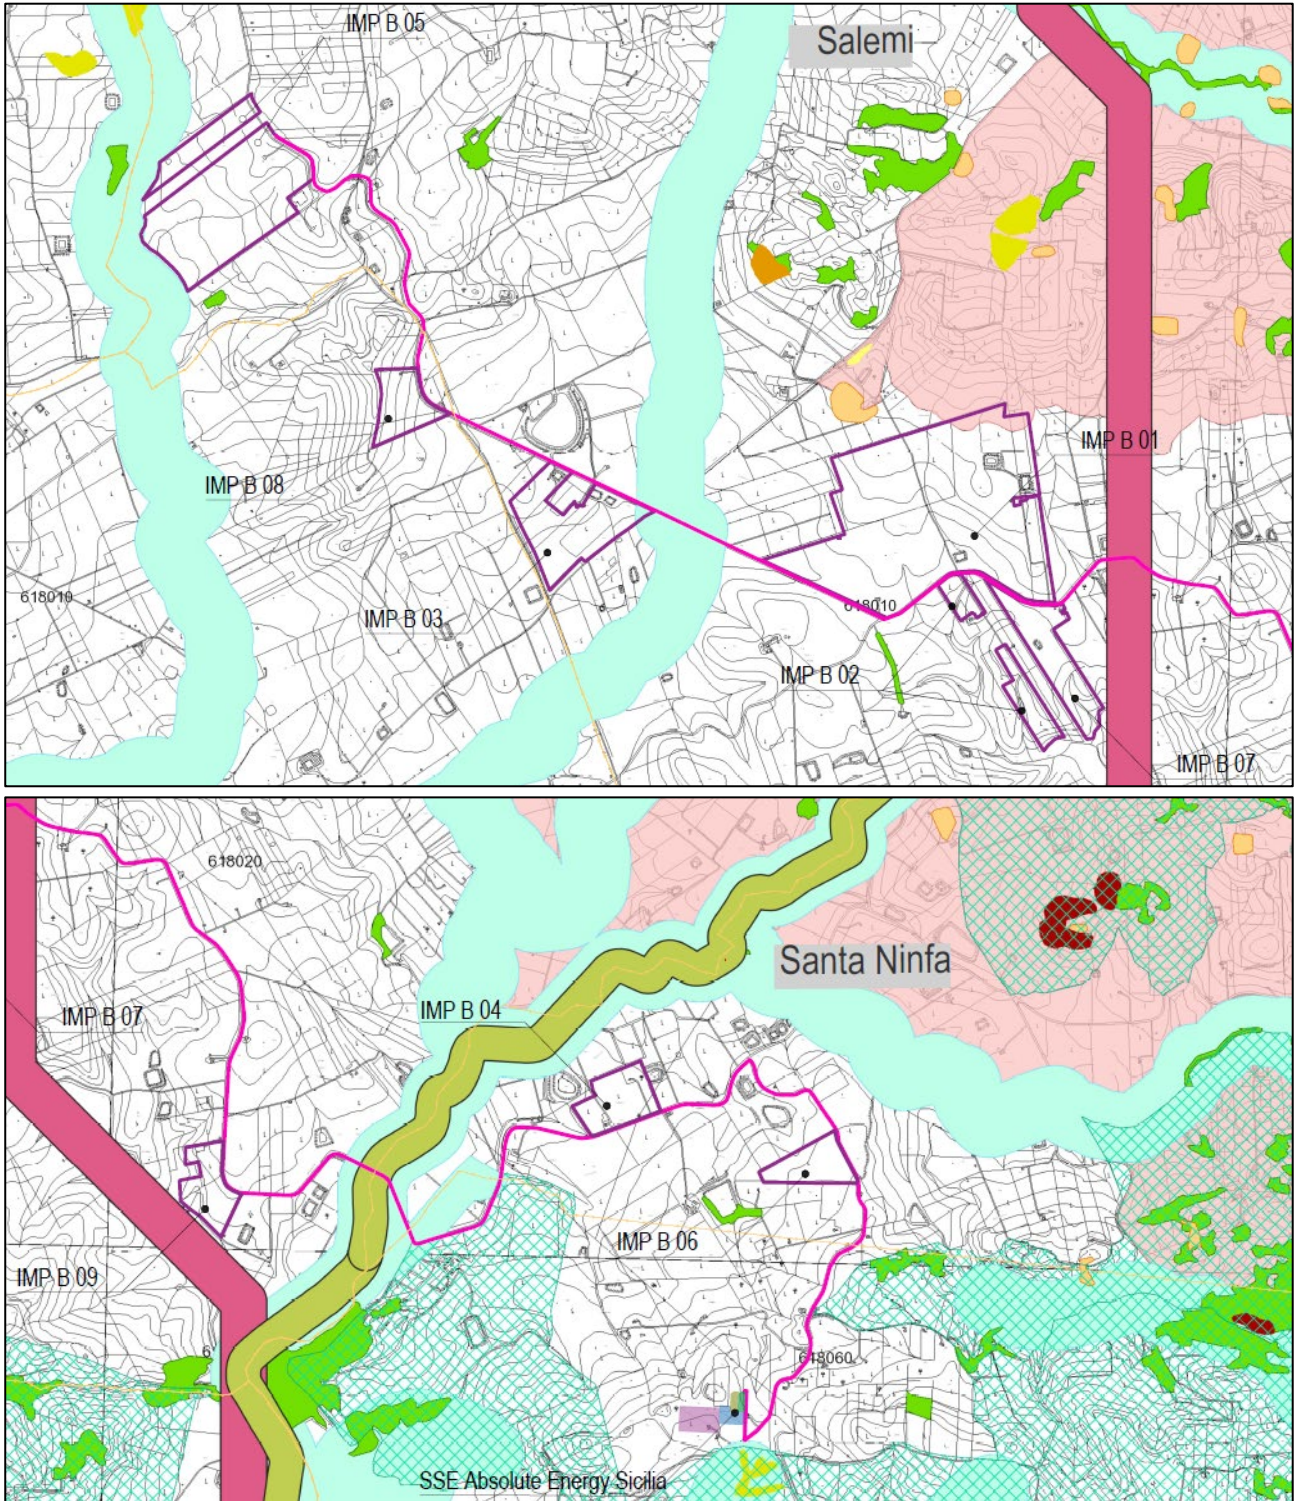 IMP B 05
Salemi
IMP B 01
IMP B 08
618010
618010
IMP B 03
IMP B 02
IMP B 07
618020
Santa Ninfa
IMP B 07
IMP B 04
IMP B 06
IMP B 09
618060
SSE Absolute Energy Sicilia